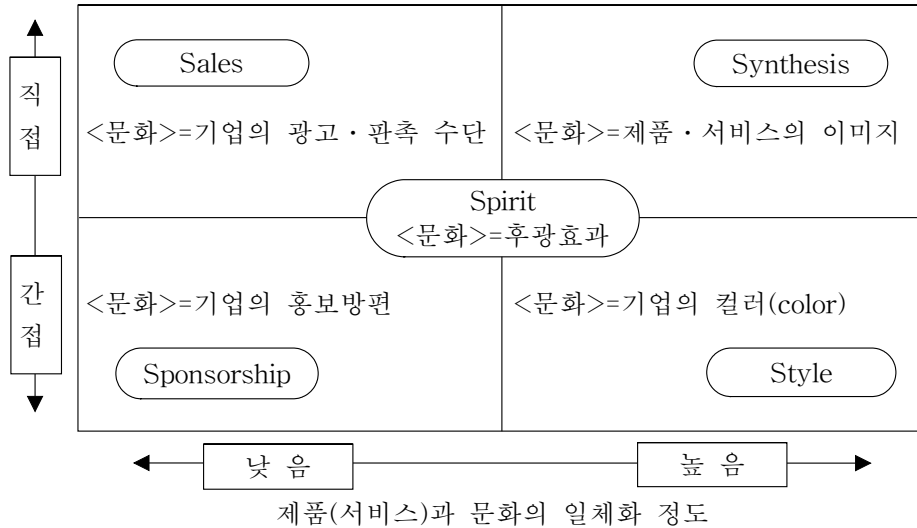 직
접
Sales
Synthesis
<문화>=기업의 광고·판촉 수단
<문화>=제품·서비스의 이미지
Spirit
<문화>=후광효과
간
접
<문화>=기업의 홍보방편
<문화>=기업의 컬러(color)
Sponsorship
Style
낮 음
높 음
제품(서비스)과 문화의 일체화 정도